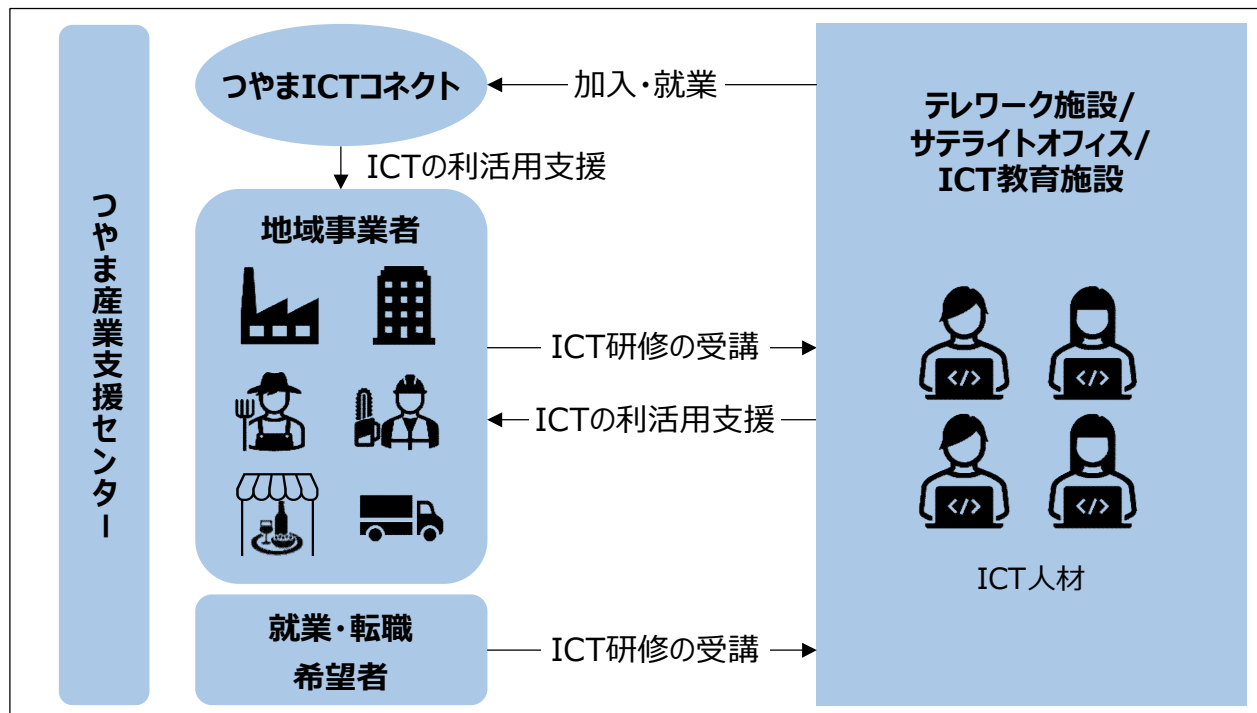 つやま産業支援センター
つやまICTコネクト
加入・就業
ICTの利活用支援
地域事業者
ICT研修の受講
ICTの利活用支援
就業・転職
希望者
ICT研修の受講
テレワーク施設/
サテライトオフィス/
ICT教育施設
</>
</>
</>
</>
ICT人材